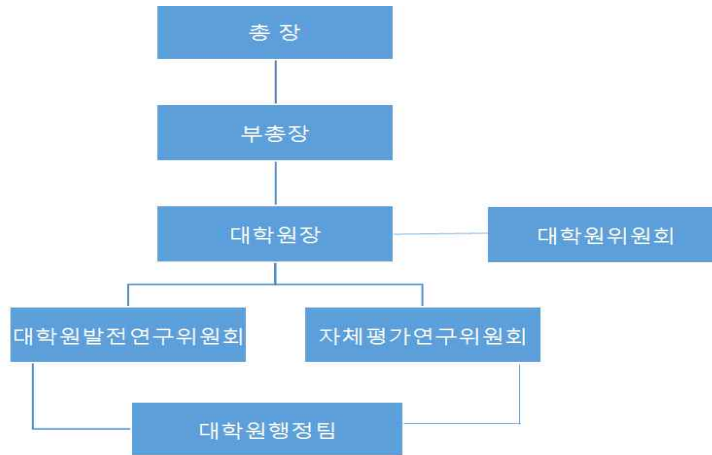 총 장
부총장
대학원장
대학원위원회
대학원발전연구위원회
자체평가연구위원회
대학원행정팀